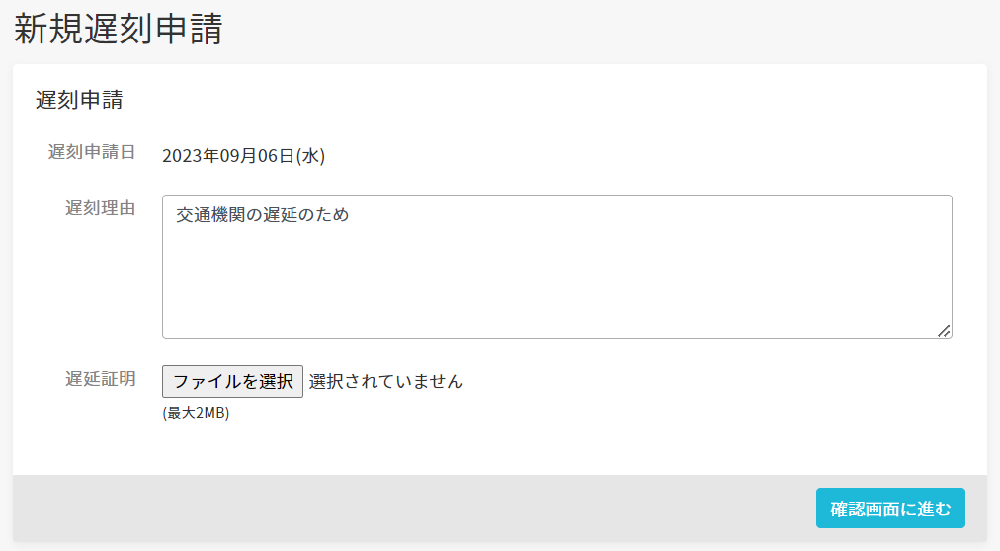 新規遅刻申請
遅刻申請
遅刻申請日 2023年09月06日(水)
遅刻理由 交通機関の遅延のため
遅延証明 ファイルを選択 選択されていません
(最大2MB)
確認画面に進む